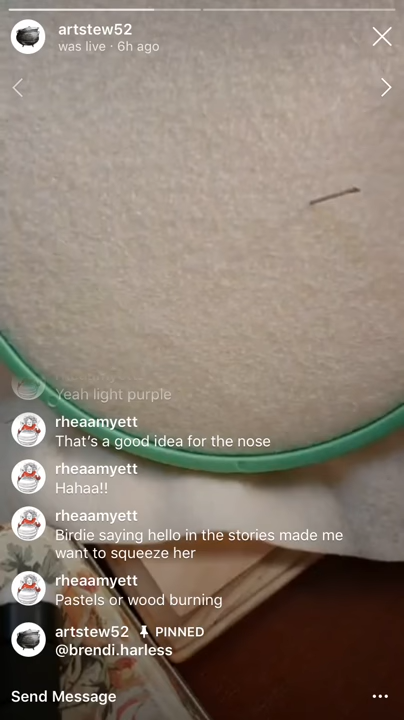 artstew52
was live · 6h ago
Yeah light purple
rheaamyett
That's a good idea for the nose
rheaamyett
Hahaa!!
rheaamyett
Birdie saying hello in the stories made me
want to squeeze her
rheaamyett
Pastels or wood burning
artstew52 PINNED
@brendi.harless
Send Message